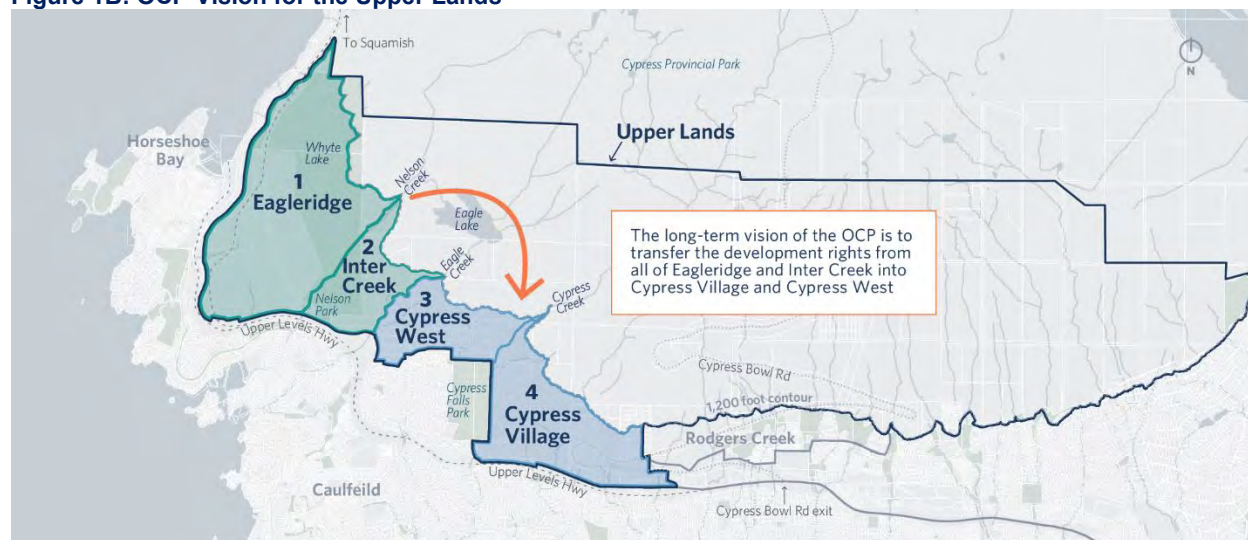 Figure 1B: OCP Vision for the Upper Lands
To Squamish
Cypress Provincial Park
N
Horseshoe
Bay
Upper Lands
Whyte
Lake
Nelson
Creek
1
Eagleridge
Eagle
Lake
The long-term vision of the OCP is to
transfer the development rights from
all of Eagleridge and Inter Creek into
Cypress Village and Cypress West
2
Inter
Creek
Eagle
Creek
Nelson
Park
3
Cypress
West
Cypress
Creek
Upper Levels Hwy
Cypress Bowl Rd
Cypress
Falls
Park
4
Cypress
Village
1,200 foot contour
Rodgers Creek
Caulfeild
Upper Levels Hwy
Cypress Bowl Rd exit